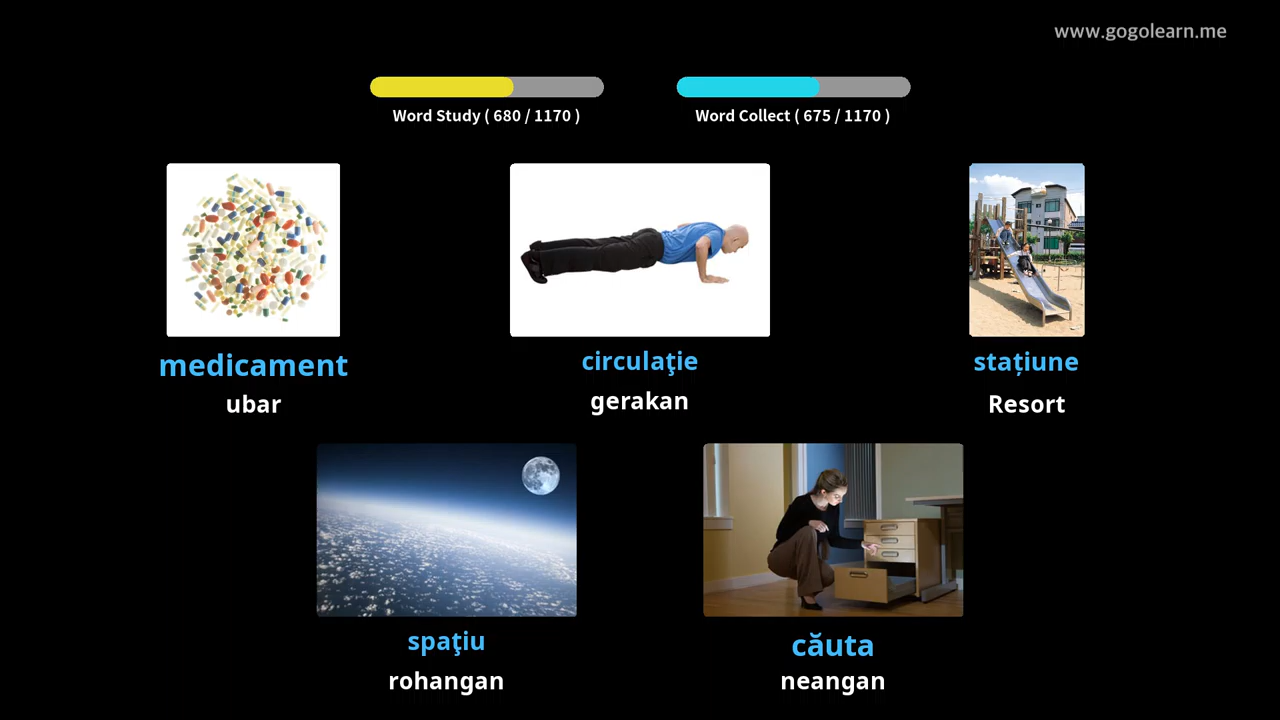 www.gogolearn.me
Word Study ( 680 / 1170 )
Word Collect ( 675 / 1170 )
medicament
ubar
circulaţie
gerakan
stațiune
Resort
spaţiu
rohangan
căuta
neangan